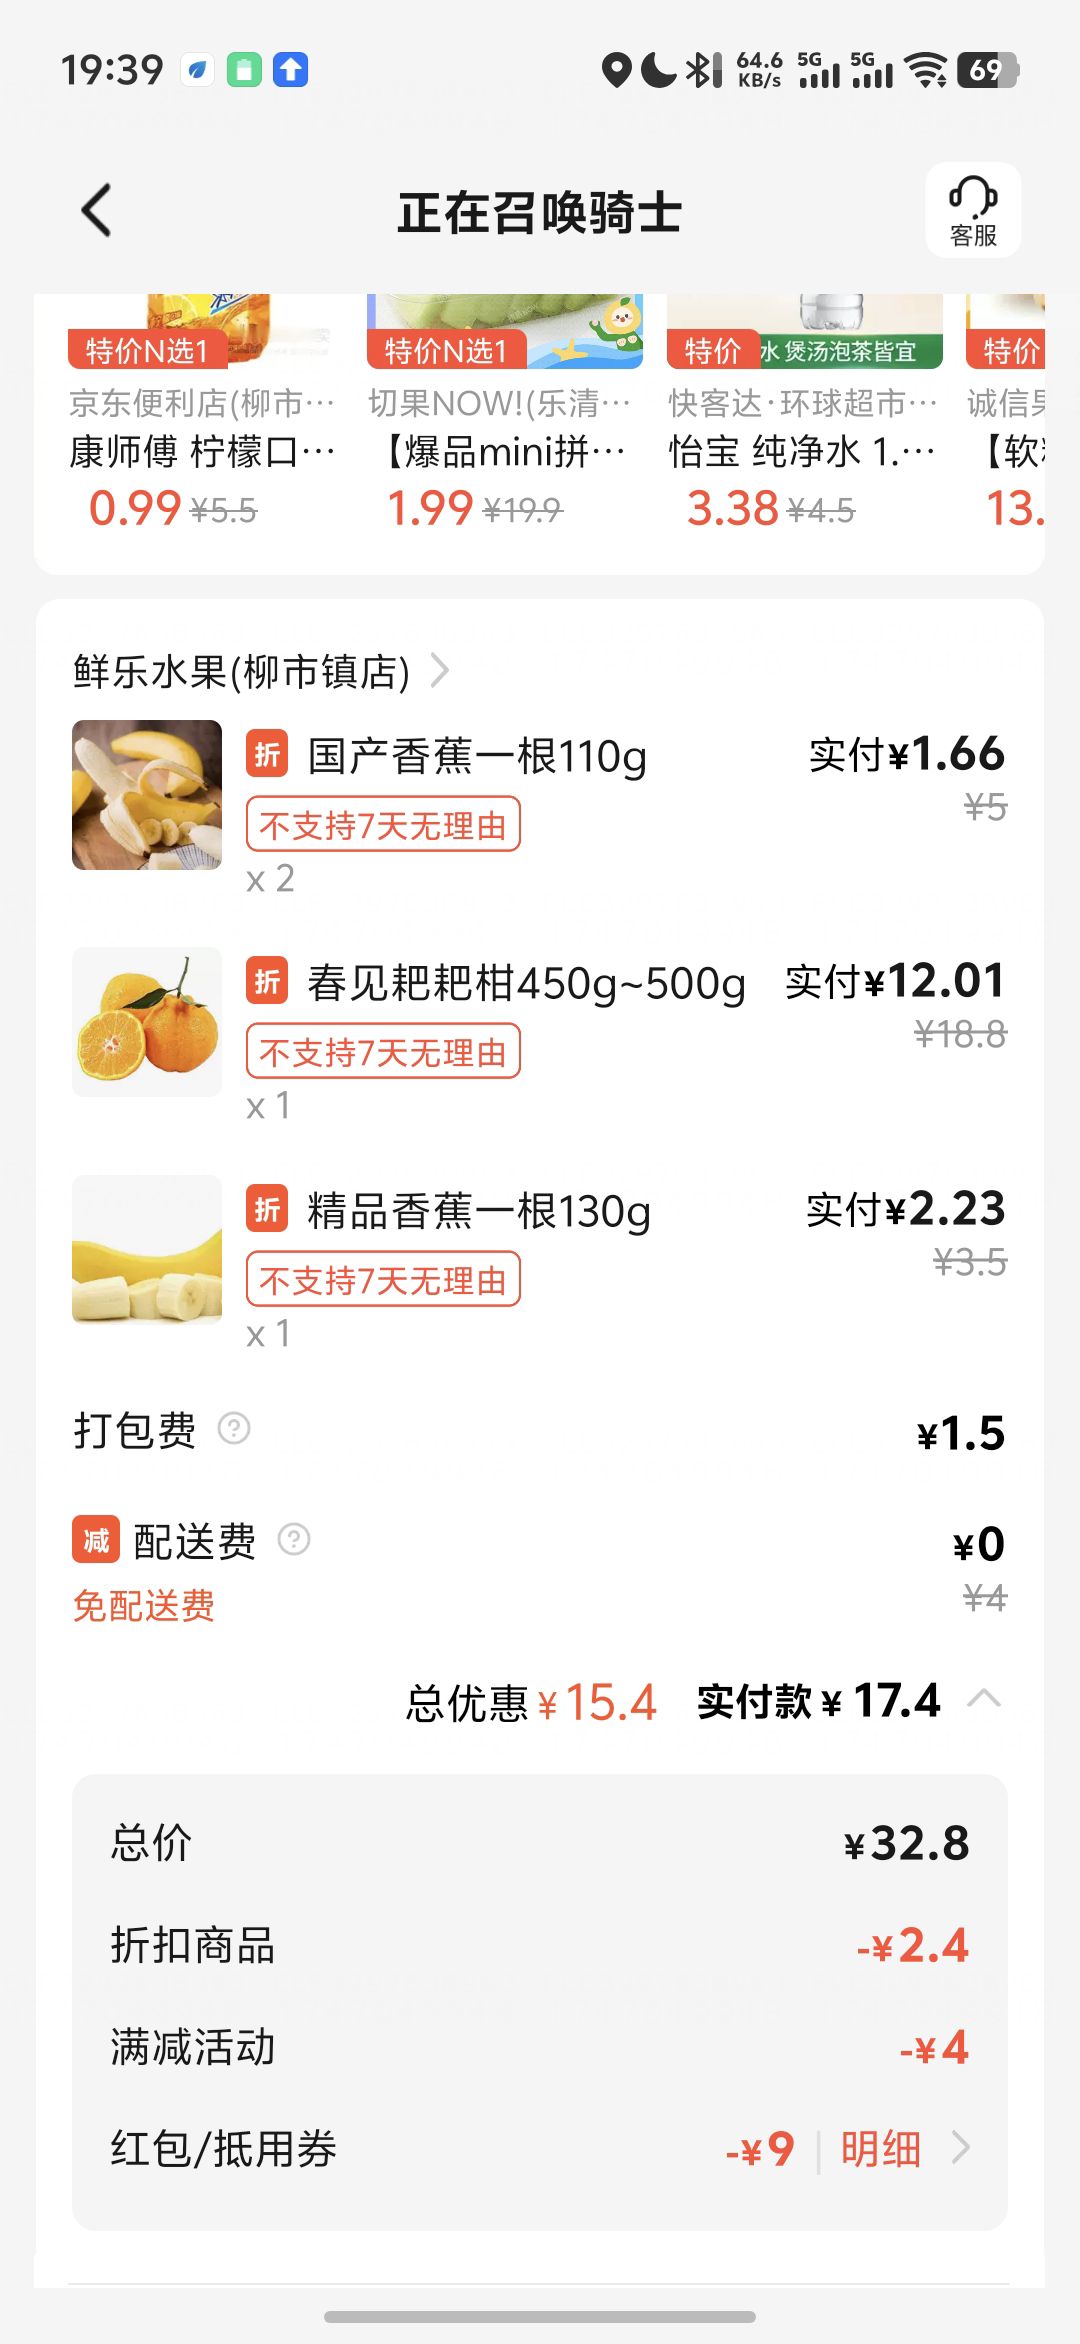 19:39
64.6
KB/s
5G
5G
69
正在召唤骑士
客服
特价N选1
特价N选1
特价
水 煲汤泡茶皆宜
特价
京东便利店(柳市…
切果NOW!(乐清…
快客达·环球超市…
诚信果
康师傅 柠檬口…
【爆品mini拼…
怡宝 纯净水 1.…
【软
0.99 ¥5.5
1.99 ¥19.9
3.38 ¥4.5
13.
鲜乐水果(柳市镇店)
折 国产香蕉一根110g
实付¥1.66
不支持7天无理由
¥5
x 2
折 春见耙耙柑450g~500g
实付¥12.01
不支持7天无理由
¥18.8
x 1
折 精品香蕉一根130g
实付¥2.23
不支持7天无理由
¥3.5
x 1
打包费 ?
¥1.5
减 配送费 ?
¥0
免配送费
¥4
总优惠¥15.4 实付款¥17.4
总价
¥32.8
折扣商品
-¥2.4
满减活动
-¥4
红包/抵用券
-¥9 | 明细